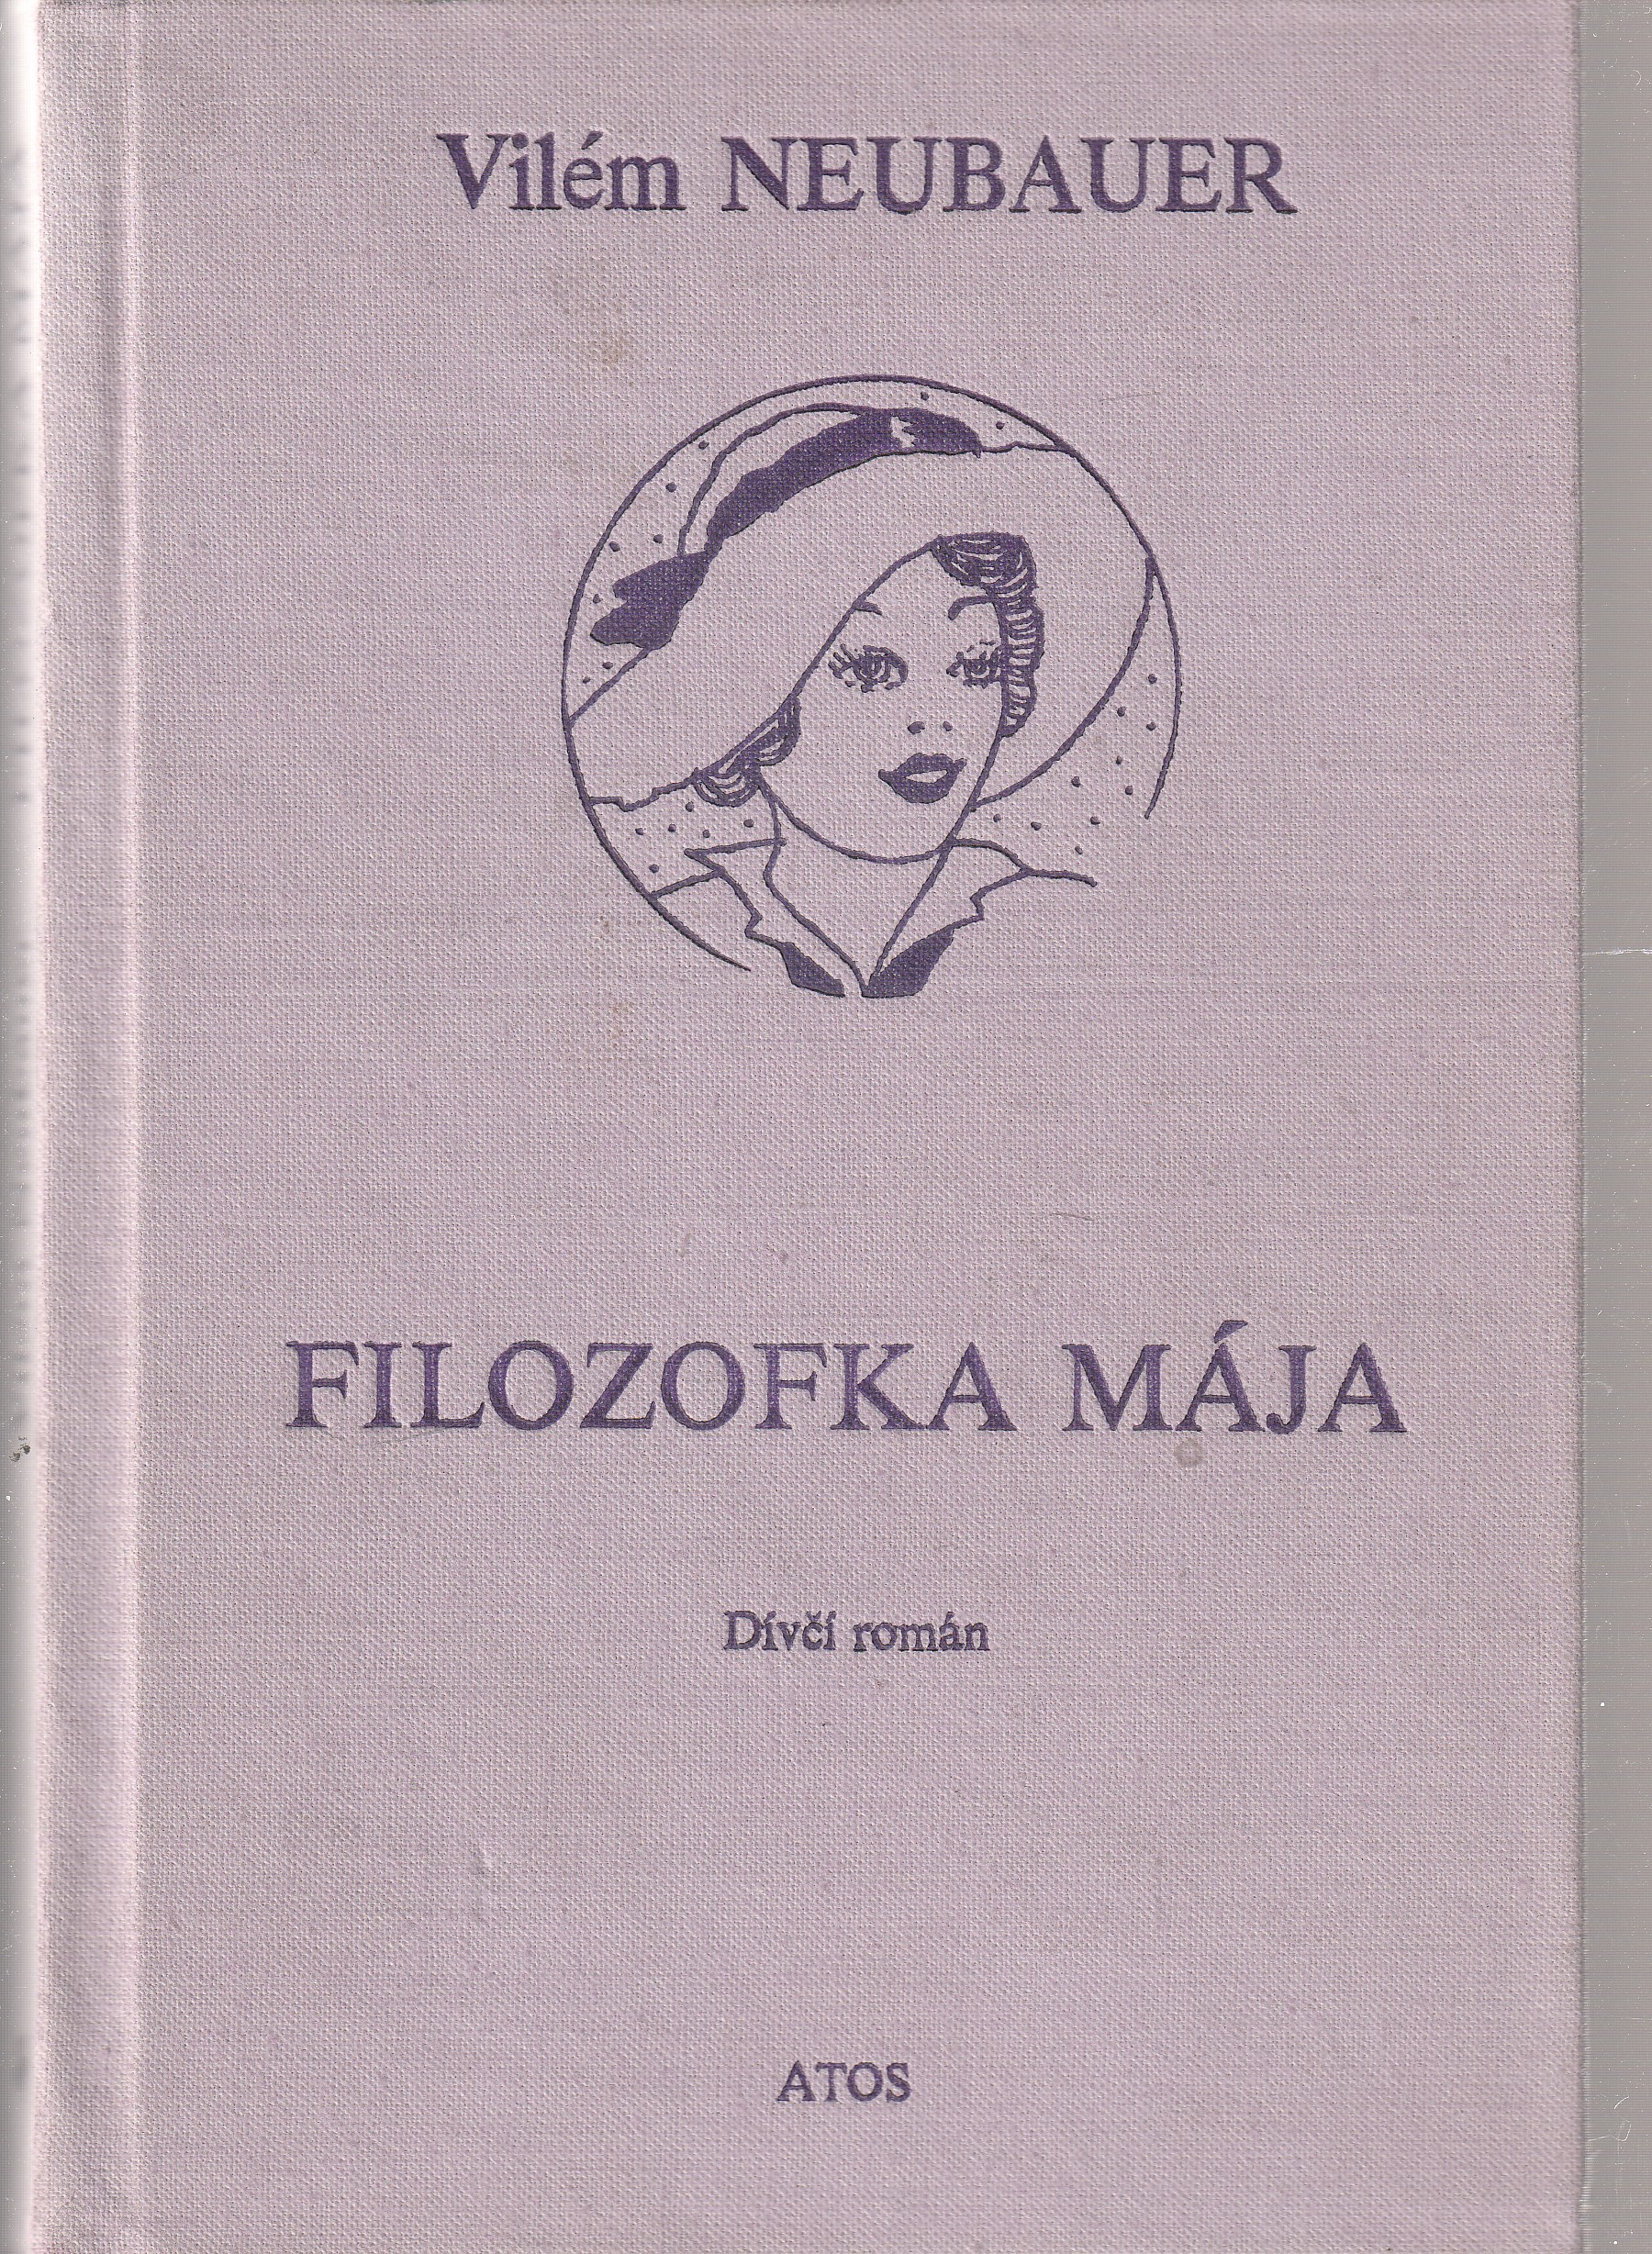 Vilém NEUBAUER
FILOZOFKA MÁJA
Dívčí román
ATOS